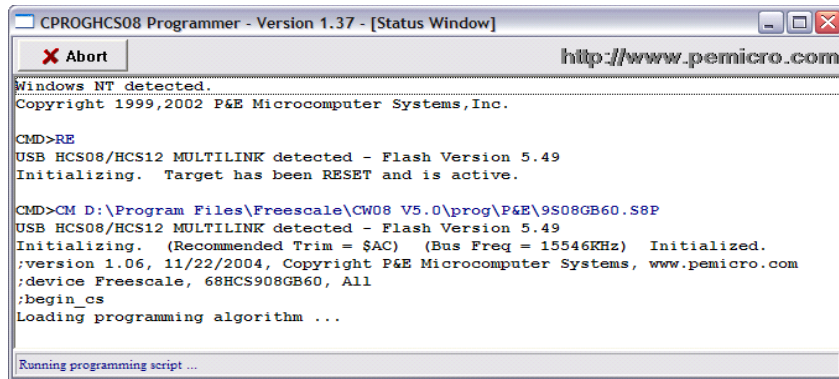 CPROGHCS08 Programmer - Version 1.37 - [Status Window]
Abort
http://www.pemicro.com
Windows NT detected.
Copyright 1999,2002 P&E Microcomputer Systems,Inc.
CMD>RE
USB HCS08/HCS12 MULTILINK detected - Flash Version 5.49
Initializing.  Target has been RESET and is active.
CMD>CM D:\Program Files\Freescale\CW08 V5.0\prog\P&E\9S08GB60.S8P
USB HCS08/HCS12 MULTILINK detected - Flash Version 5.49
Initializing.  (Recommended Trim = $AC)  (Bus Freq = 15546KHz)  Initialized.
;version 1.06, 11/22/2004, Copyright P&E Microcomputer Systems, www.pemicro.com
;device Freescale, 68HCS908GB60, All
;begin_cs
Loading programming algorithm ...
Running programming script ...